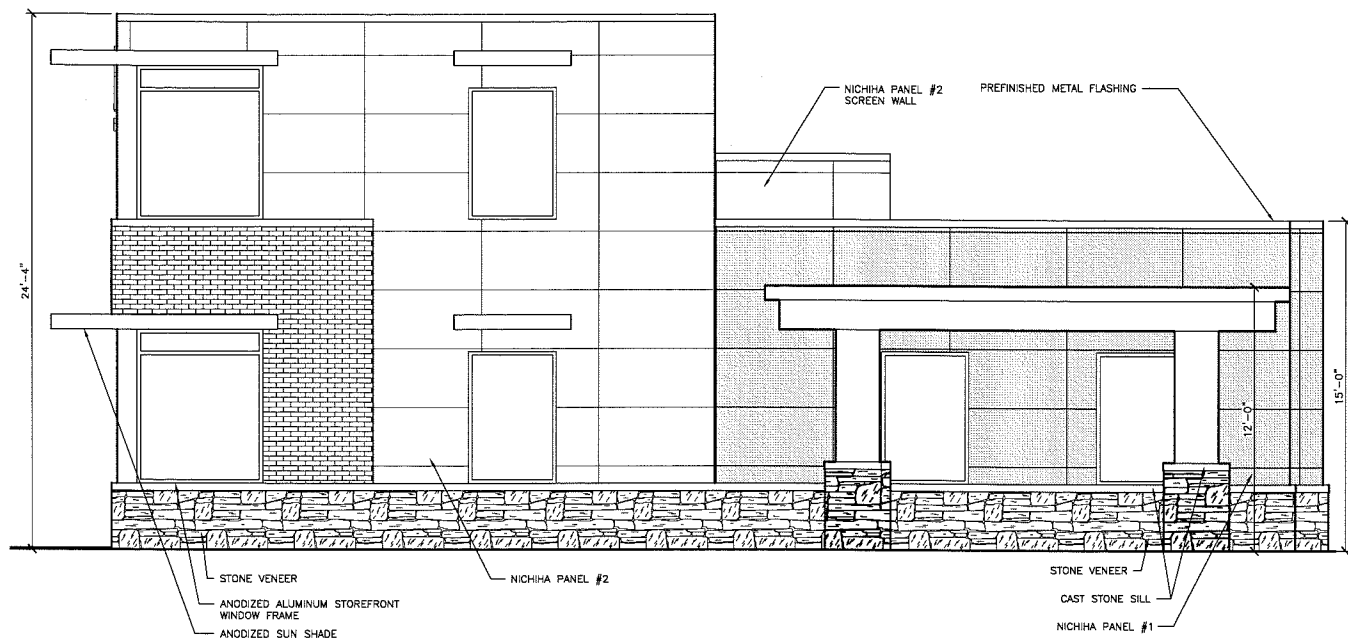 NICHIHA PANEL #2
SCREEN WALL
PREFINISHED METAL FLASHING
24'-4"
15'-0"
12'-0"
STONE VENEER
ANODIZED ALUMINUM STOREFRONT
WINDOW FRAME
ANODIZED SUN SHADE
NICHIHA PANEL #2
STONE VENEER
CAST STONE SILL
NICHIHA PANEL #1